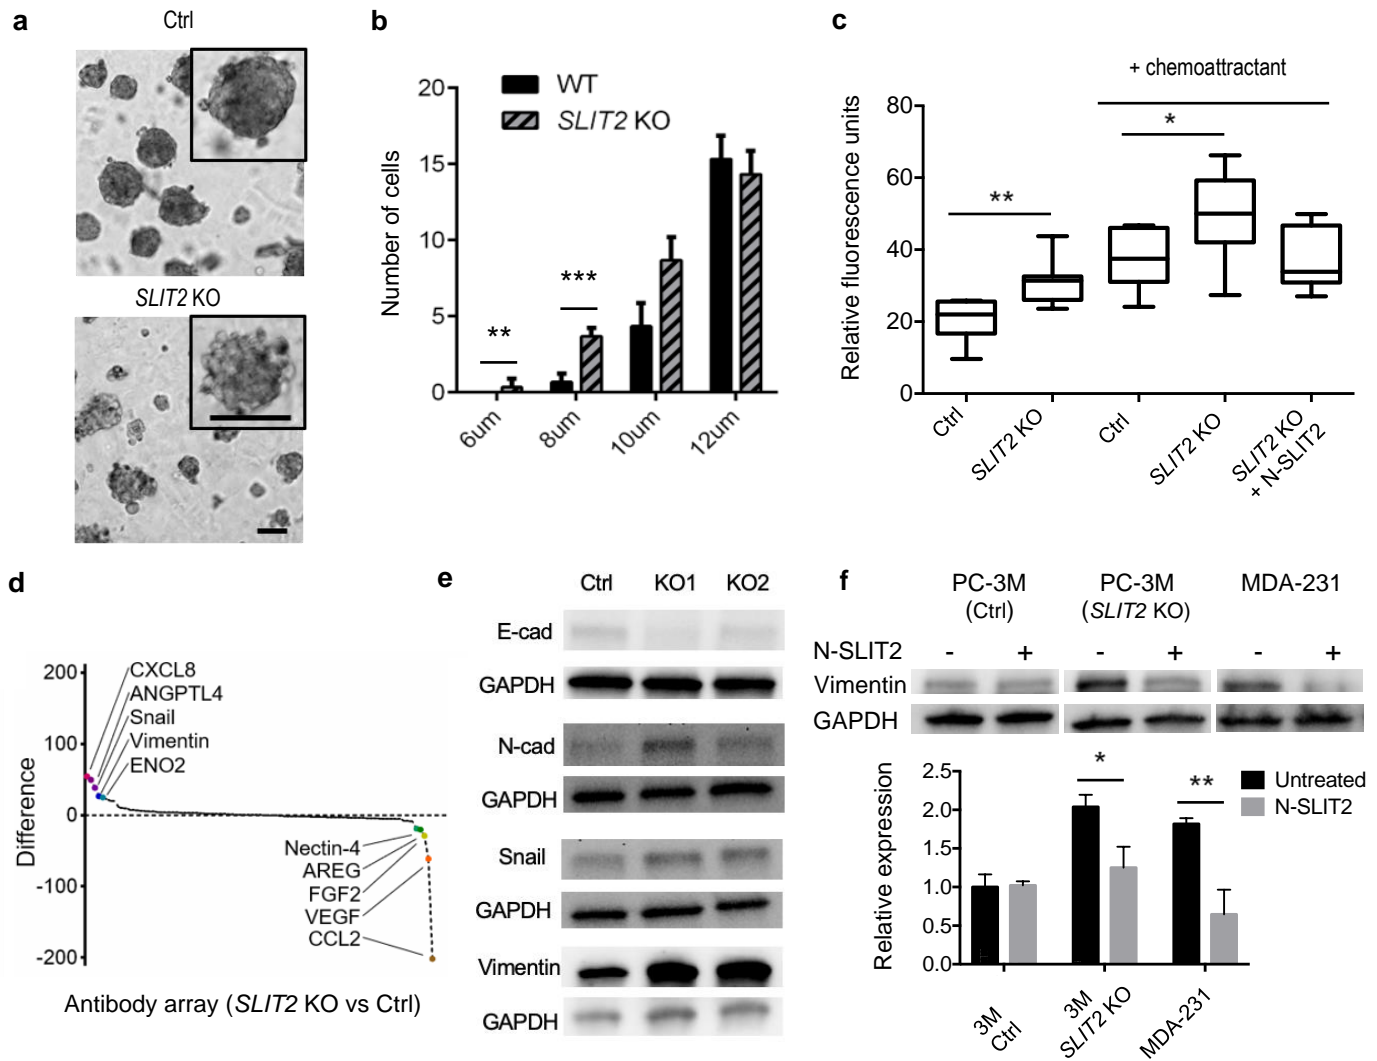 a
Ctrl
SLIT2 KO
b
Number of cells
20
15
10
5
0
WT
SLIT2 KO
**
***
6um
8um
10um
12um
c
+ chemoattractant
Relative fluorescence units
80
60
40
20
0
**
*
Ctrl
SLIT2 KO
Ctrl
SLIT2 KO
SLIT2 KO
+ N-SLIT2
d
Difference
200
100
0
-100
-200
CXCL8
ANGPTL4
Snail
Vimentin
ENO2
Nectin-4
AREG
FGF2
VEGF
CCL2
Antibody array (SLIT2 KO vs Ctrl)
e
Ctrl KO1 KO2
E-cad
GAPDH
N-cad
GAPDH
Snail
GAPDH
Vimentin
GAPDH
f
PC-3M PC-3M MDA-231
(Ctrl) (SLIT2 KO)
N-SLIT2 - + - + - +
Vimentin
GAPDH
Relative expression
2.5
2.0
1.5
1.0
0.5
0.0
*
**
Untreated
N-SLIT2
3M
Ctrl
3M
SLIT2 KO
MDA-231